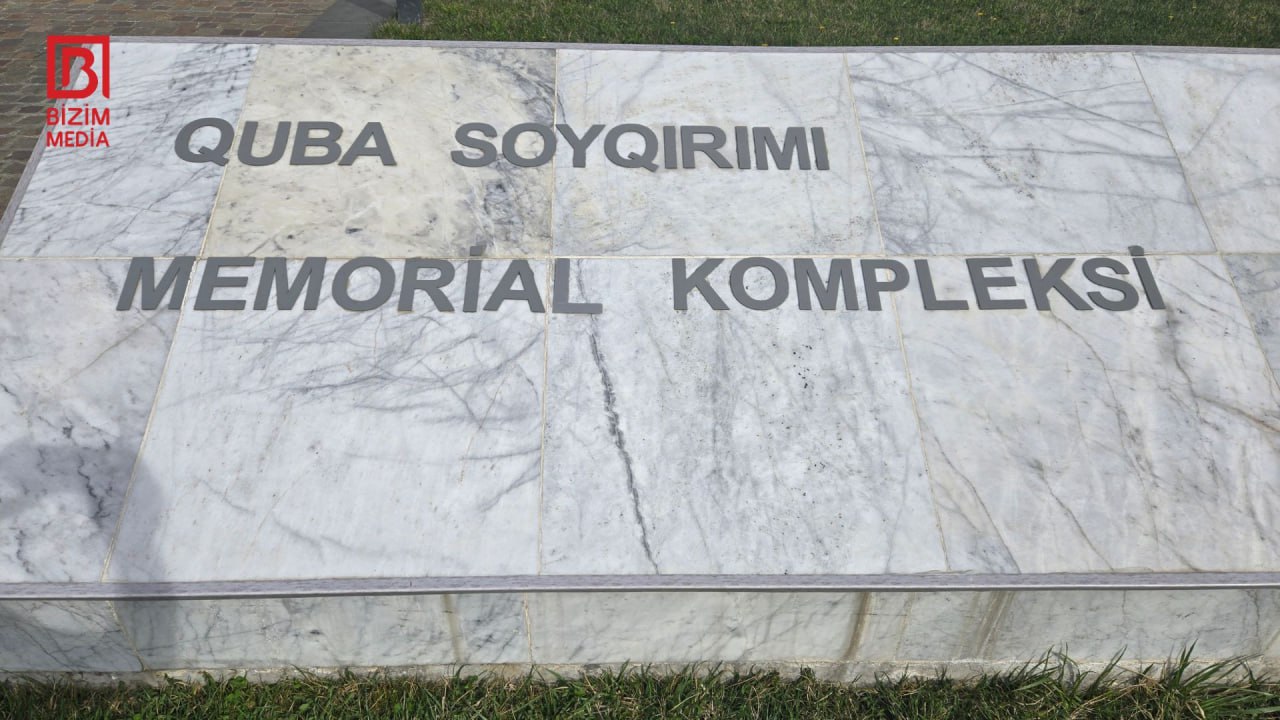 BİZİM
MEDİA
QUBA SOYQIRIMI
MEMORİAL KOMPLEKSİ